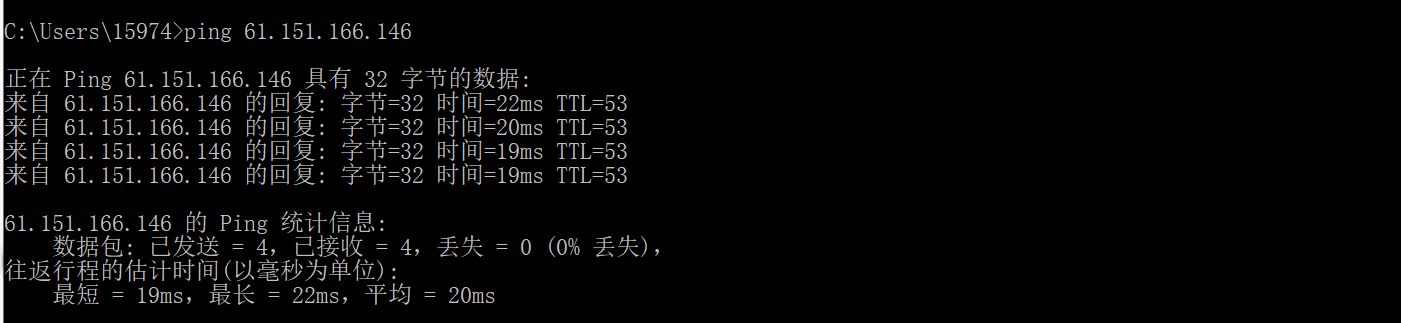 C:\Users\15974>ping 61.151.166.146
正在 Ping 61.151.166.146 具有 32 字节的数据:
来自 61.151.166.146 的回复: 字节=32 时间=22ms TTL=53
来自 61.151.166.146 的回复: 字节=32 时间=20ms TTL=53
来自 61.151.166.146 的回复: 字节=32 时间=19ms TTL=53
来自 61.151.166.146 的回复: 字节=32 时间=19ms TTL=53
61.151.166.146 的 Ping 统计信息:
    数据包: 已发送 = 4，已接收 = 4，丢失 = 0 (0% 丢失)，
往返行程的估计时间(以毫秒为单位):
    最短 = 19ms，最长 = 22ms，平均 = 20ms